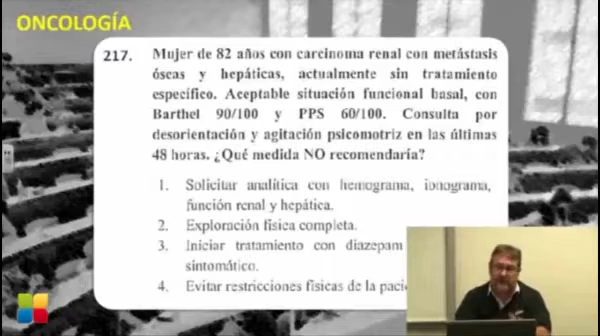 ONCOLOGÍA
217. Mujer de 82 años con carcinoma renal con metástasis
óseas y hepáticas, actualmente sin tratamiento
específico. Aceptable situación funcional basal, con
Barthel 90/100 y PPS 60/100. Consulta por
desorientación y agitación psicomotriz en las últimas
48 horas. ¿Qué medida NO recomendaría?
1. Solicitar analítica con hemograma, ionograma,
función renal y hepática.
2. Exploración física completa.
3. Iniciar tratamiento con diazepam
sintomático.
4. Evitar restricciones físicas de la paci